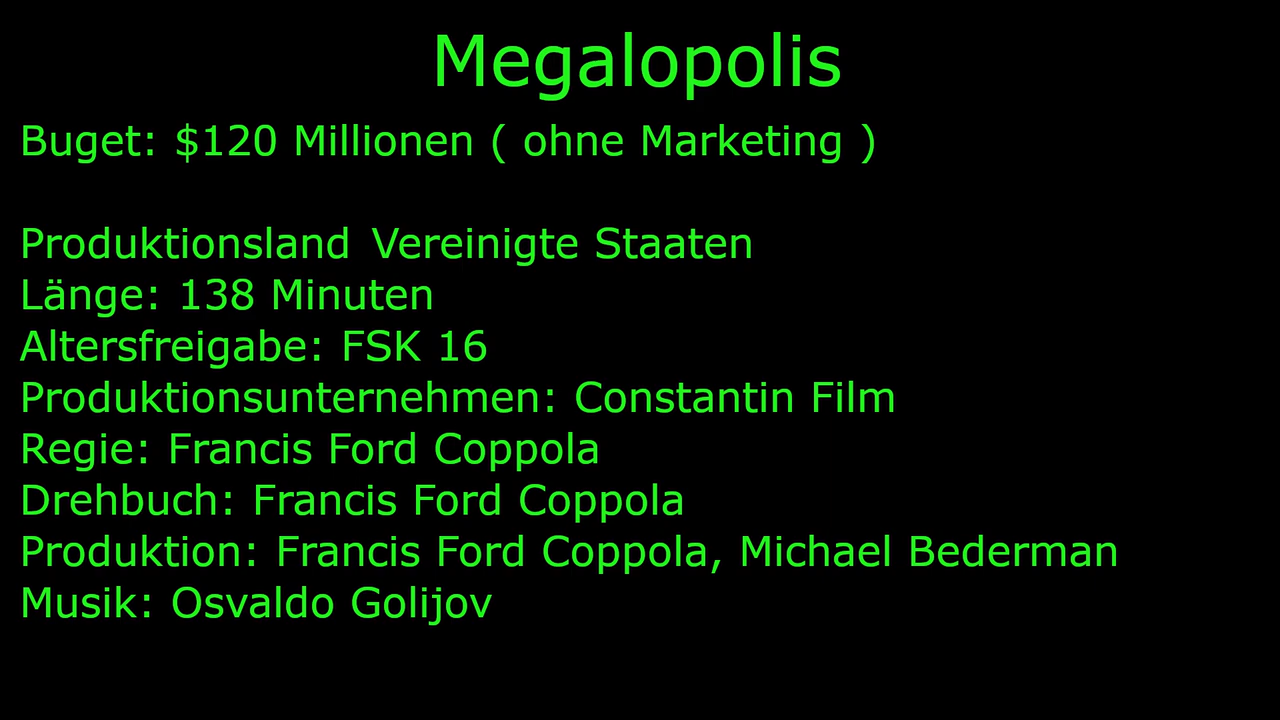 Megalopolis
Buget: $120 Millionen ( ohne Marketing )
Produktionsland Vereinigte Staaten
Länge: 138 Minuten
Altersfreigabe: FSK 16
Produktionsunternehmen: Constantin Film
Regie: Francis Ford Coppola
Drehbuch: Francis Ford Coppola
Produktion: Francis Ford Coppola, Michael Bederman
Musik: Osvaldo Golijov